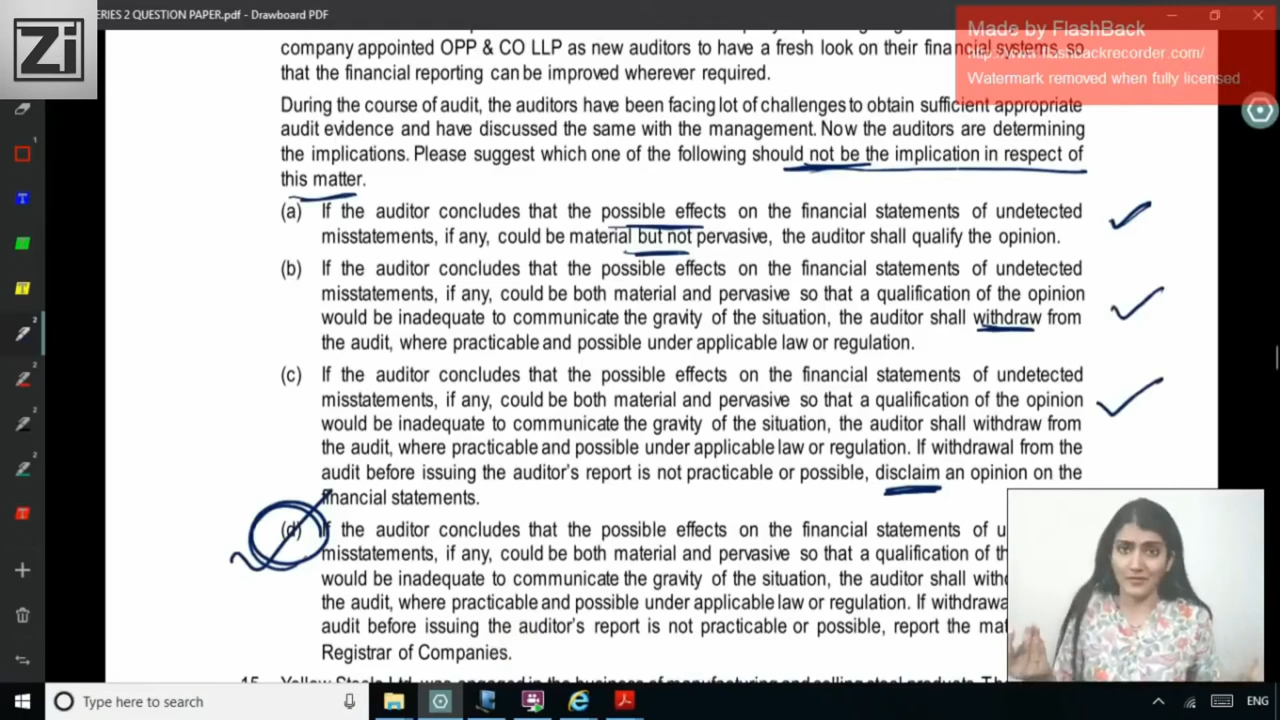 ERIES 2 QUESTION PAPER.pdf - Drawboard PDF
Zi
Made by FlashBack
http://www.flashbackrecorder.com/
Watermark removed when fully licensed
company appointed OPP & CO LLP as new auditors to have a fresh look on their financial systems, so
that the financial reporting can be improved wherever required.
During the course of audit, the auditors have been facing lot of challenges to obtain sufficient appropriate
audit evidence and have discussed the same with the management. Now the auditors are determining
the implications. Please suggest which one of the following should not be the implication in respect of
this matter.
(a) If the auditor concludes that the possible effects on the financial statements of undetected
misstatements, if any, could be material but not pervasive, the auditor shall qualify the opinion.
(b) If the auditor concludes that the possible effects on the financial statements of undetected
misstatements, if any, could be both material and pervasive so that a qualification of the opinion
would be inadequate to communicate the gravity of the situation, the auditor shall withdraw from
the audit, where practicable and possible under applicable law or regulation.
(c) If the auditor concludes that the possible effects on the financial statements of undetected
misstatements, if any, could be both material and pervasive so that a qualification of the opinion
would be inadequate to communicate the gravity of the situation, the auditor shall withdraw from
the audit, where practicable and possible under applicable law or regulation. If withdrawal from the
audit before issuing the auditor's report is not practicable or possible, disclaim an opinion on the
financial statements.
(d) If the auditor concludes that the possible effects on the financial statements of
misstatements, if any, could be both material and pervasive so that a qualification of
would be inadequate to communicate the gravity of the situation, the auditor shall
the audit, where practicable and possible under applicable law or regulation. If
audit before issuing the auditor's report is not practicable or possible, report the
Registrar of Companies.
Type here to search
ENG